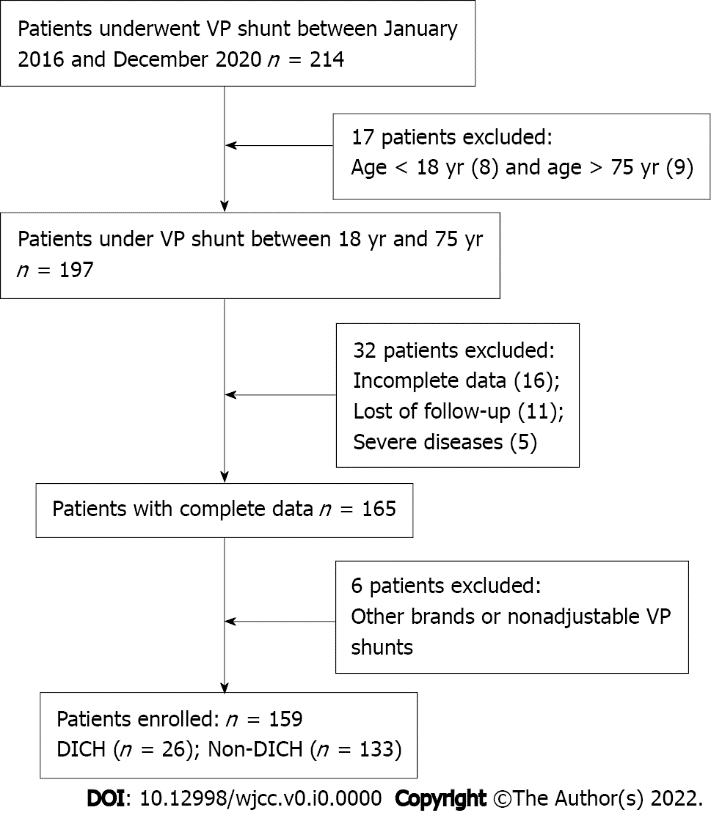 Patients underwent VP shunt between January
2016 and December 2020 n = 214
17 patients excluded:
Age < 18 yr (8) and age > 75 yr (9)
Patients under VP shunt between 18 yr and 75 yr
n = 197
32 patients excluded:
Incomplete data (16);
Lost of follow-up (11);
Severe diseases (5)
Patients with complete data n = 165
6 patients excluded:
Other brands or nonadjustable VP
shunts
Patients enrolled: n = 159
DICH (n = 26); Non-DICH (n = 133)
DOI: 10.12998/wjcc.v0.i0.0000 Copyright ©The Author(s) 2022.